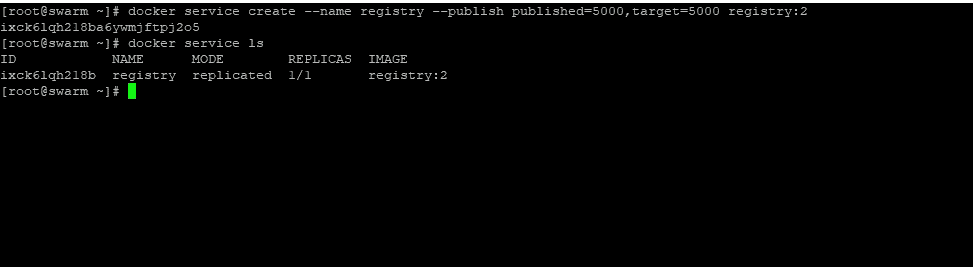 [root@swarm ~]# docker service create --name registry --publish published=5000,target=5000 registry:2
ixck6lqh218ba6ywmjftpj2o5
[root@swarm ~]# docker service ls
ID            NAME      MODE        REPLICAS  IMAGE
ixck6lqh218b  registry  replicated  1/1       registry:2
[root@swarm ~]#